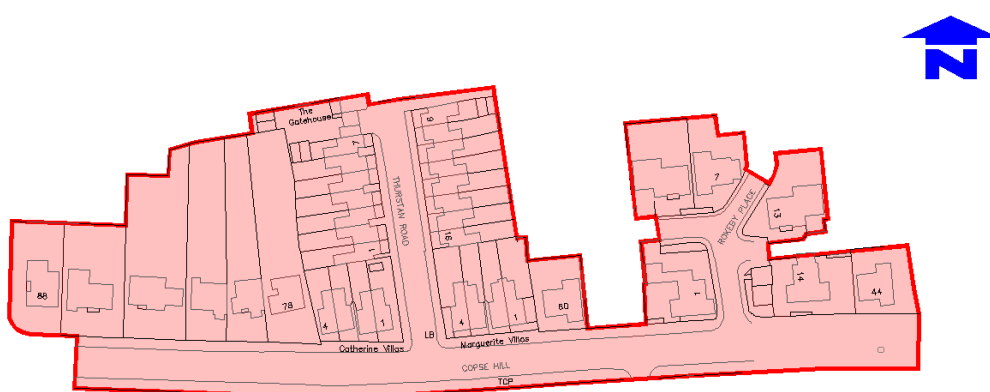 N
The
Gatehouse
9
7
7
THURSTAN ROAD
ROKEBY PLACE
13
16
1
88
78
14
44
1
60
4
1
4
1
LB
Catherine Villas
Marguerite Villas
COPSE HILL
TCP